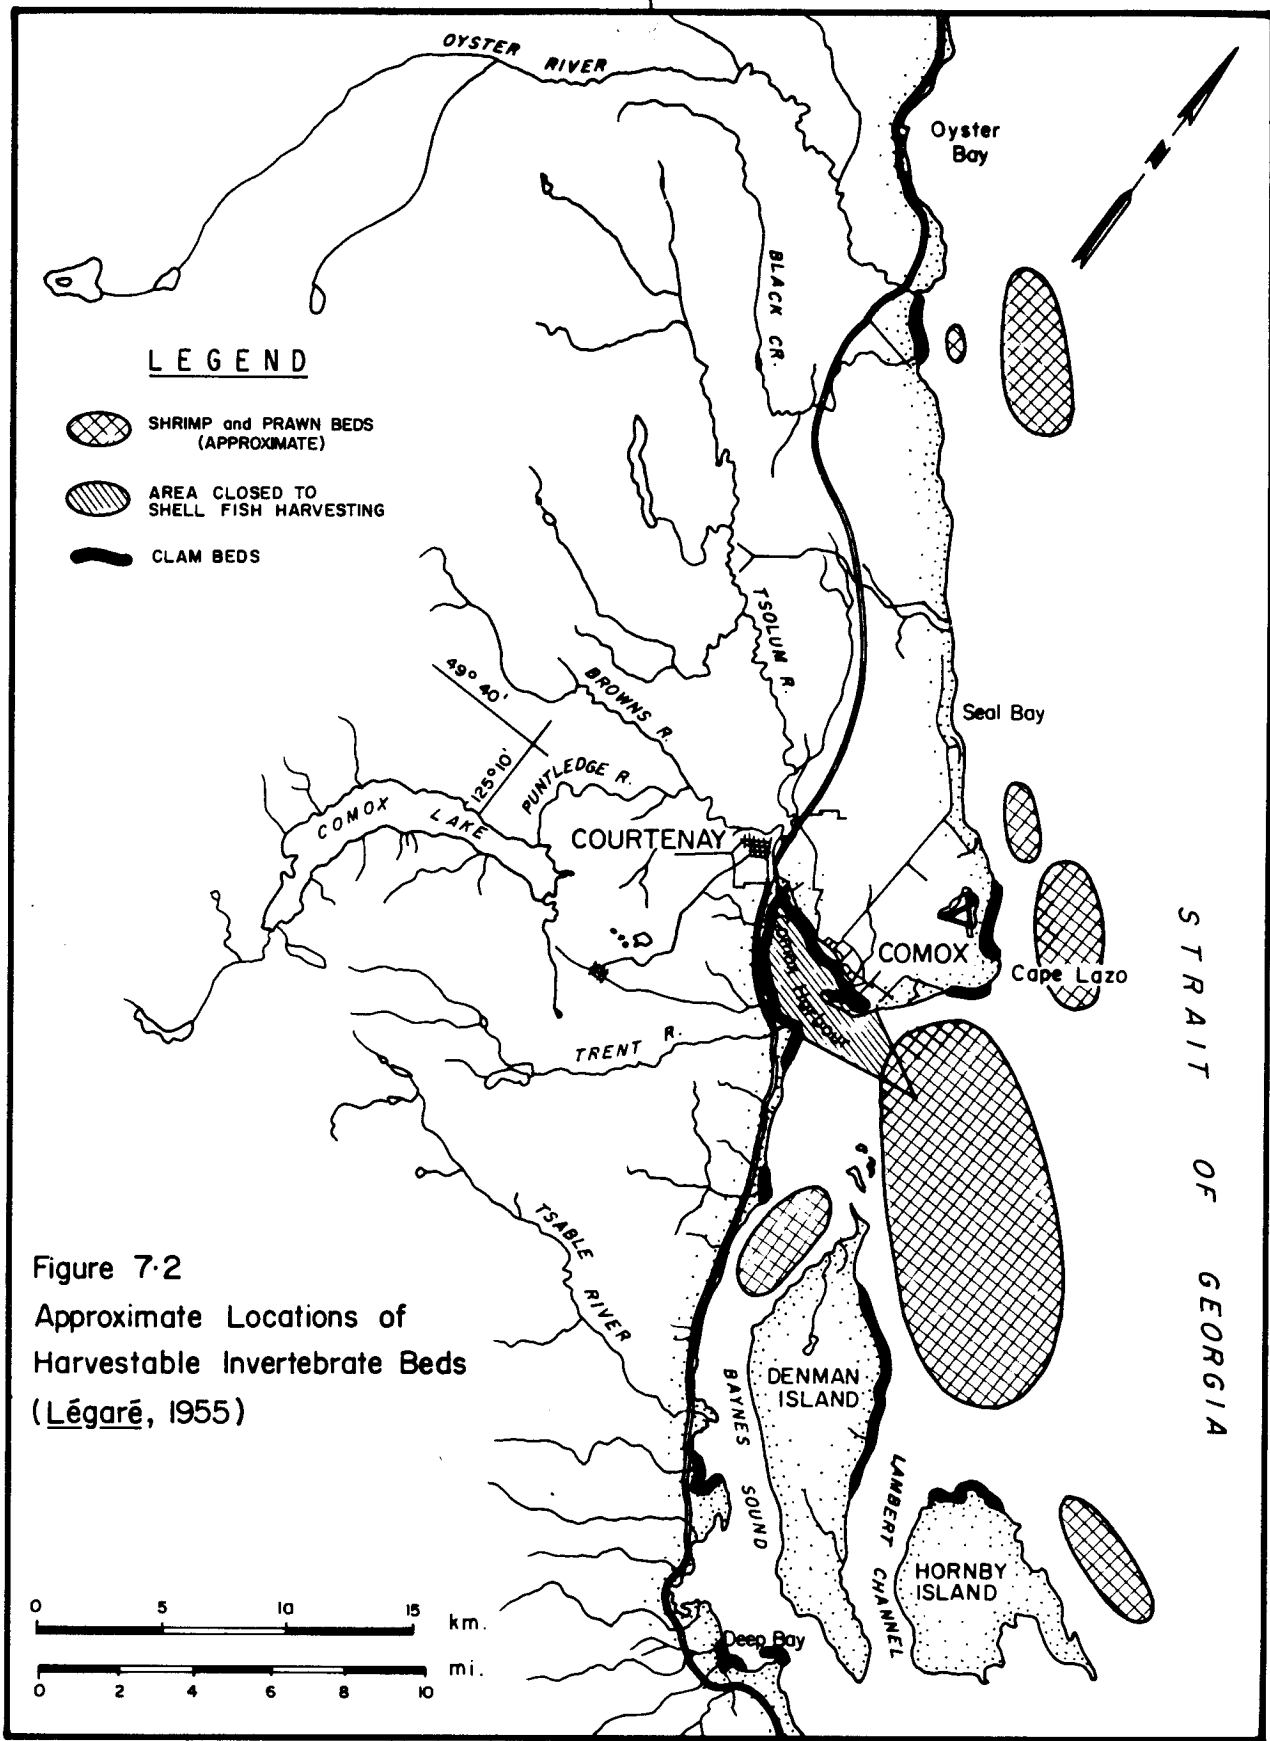 OYSTER RIVER
Oyster
Bay
BLACK CR.
LEGEND
SHRIMP and PRAWN BEDS
(APPROXIMATE)
AREA CLOSED TO
SHELL FISH HARVESTING
CLAM BEDS
TSOLUM R.
BROWNS R.
49° 40'
125° 10'
Seal Bay
PUNTLEDGE R.
COMOX LAKE
COURTENAY
COMOX
Cape Lazo
Comox Harbour
TRENT R.
STRAIT OF GEORGIA
TSABLE RIVER
Figure 7.2
Approximate Locations of
Harvestable Invertebrate Beds
(Légaré, 1955)
DENMAN
ISLAND
BAYNES SOUND
LAMBERT CHANNEL
HORNBY
ISLAND
Deep Bay
0 5 10 15
km.
mi.
0 2 4 6 8 10